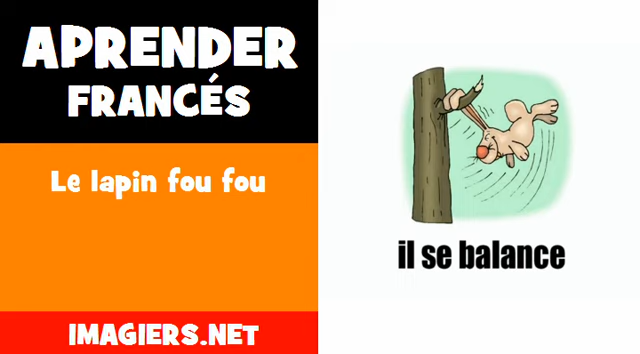 APRENDER
FRANCÉS
Le lapin fou fou
IMAGIERS.NET
il se balance